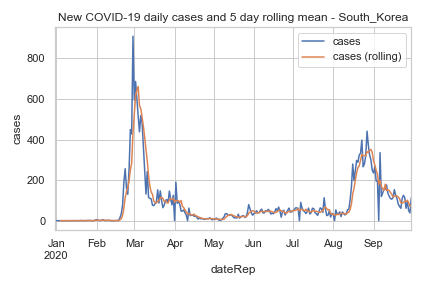 New COVID-19 daily cases and 5 day rolling mean - South_Korea
cases
cases (rolling)
800
600
400
200
0
cases
Jan Feb Mar Apr May Jun Jul Aug Sep
2020
dateRep